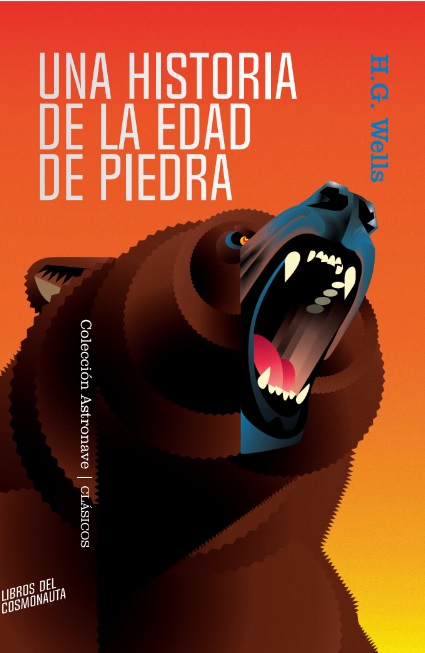 UNA HISTORIA
DE LA EDAD
DE PIEDRA
H.G. Wells
Colección Astronave | CLÁSICOS
LIBROS DEL
COSMONAUTA